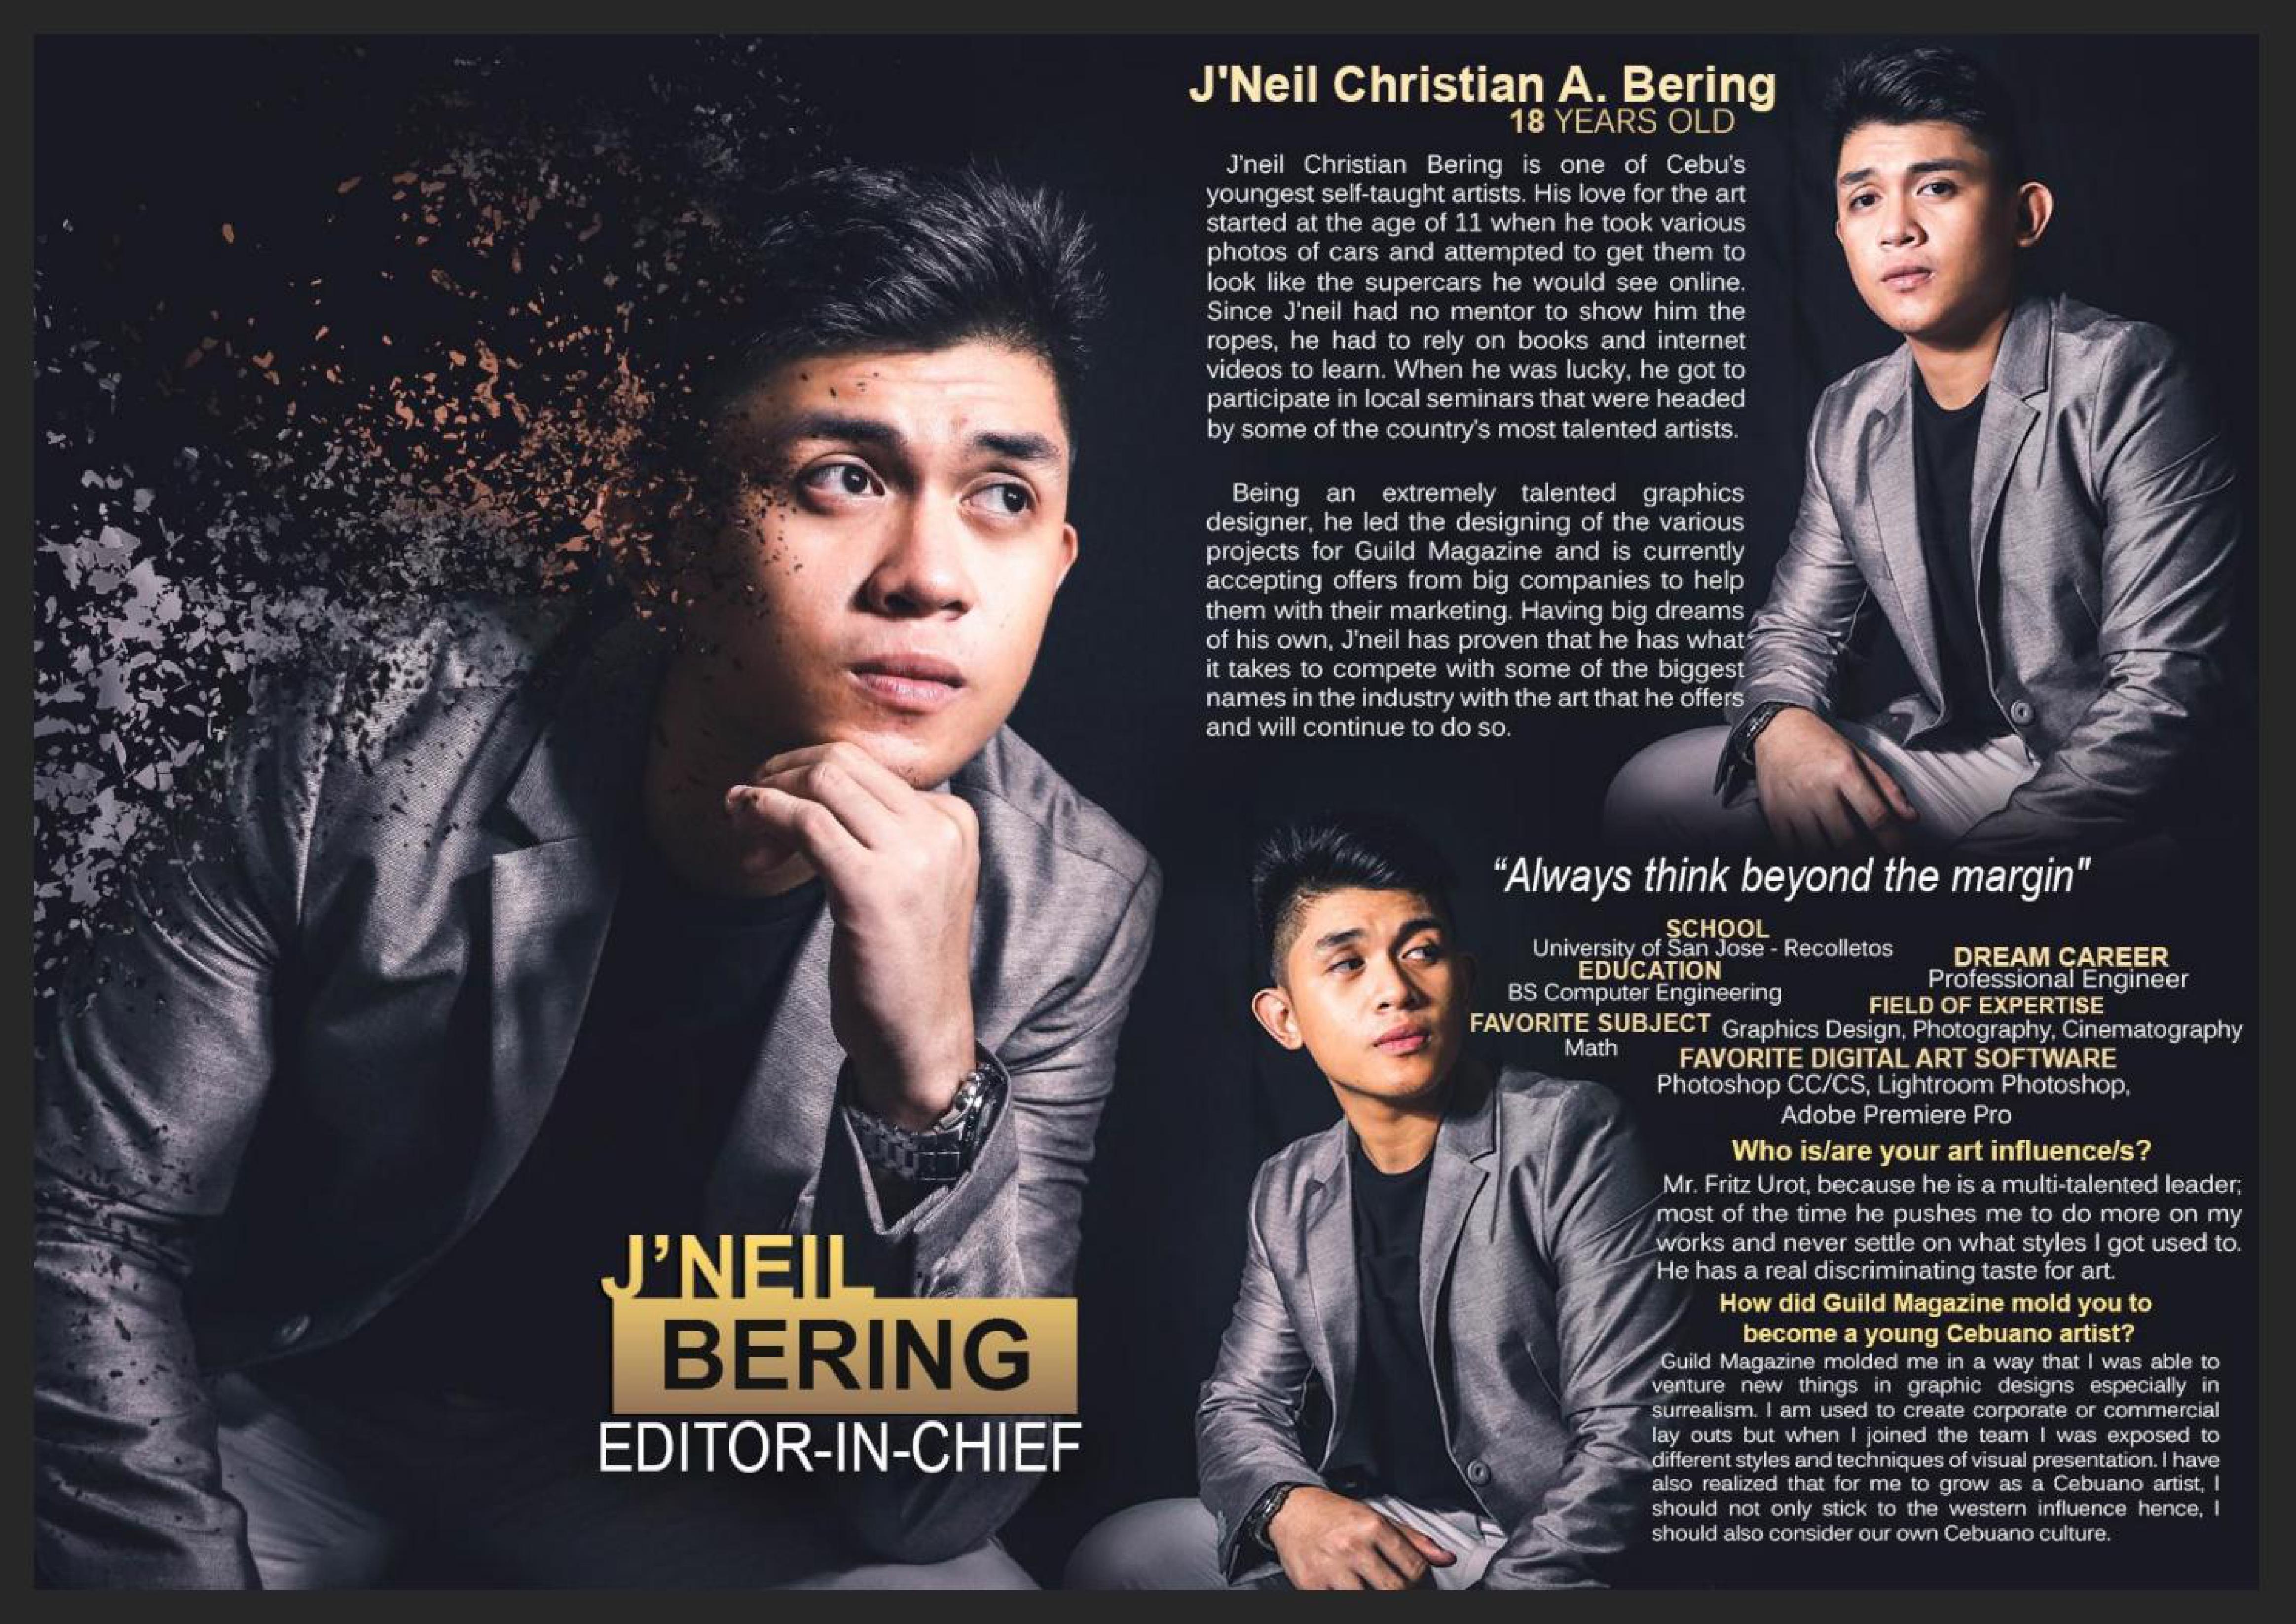 J'Neil Christian A. Bering
18 YEARS OLD
J'neil Christian Bering is one of Cebu's
youngest self-taught artists. His love for the art
started at the age of 11 when he took various
photos of cars and attempted to get them to
look like the supercars he would see online.
Since J'neil had no mentor to show him the
ropes, he had to rely on books and internet
videos to learn. When he was lucky, he got to
participate in local seminars that were headed
by some of the country's most talented artists.
Being an extremely talented graphics
designer, he led the designing of the various
projects for Guild Magazine and is currently
accepting offers from big companies to help
them with their marketing. Having big dreams
of his own, J'neil has proven that he has what
it takes to compete with some of the biggest
names in the industry with the art that he offers
and will continue to do so.
“Always think beyond the margin"
SCHOOL
University of San Jose - Recolletos
EDUCATION
BS Computer Engineering
FAVORITE SUBJECT
Math
DREAM CAREER
Professional Engineer
FIELD OF EXPERTISE
Graphics Design, Photography, Cinematography
FAVORITE DIGITAL ART SOFTWARE
Photoshop CC/CS, Lightroom Photoshop,
Adobe Premiere Pro
Who is/are your art influence/s?
Mr. Fritz Urot, because he is a multi-talented leader;
most of the time he pushes me to do more on my
works and never settle on what styles I got used to.
He has a real discriminating taste for art.
How did Guild Magazine mold you to
become a young Cebuano artist?
Guild Magazine molded me in a way that I was able to
venture new things in graphic designs especially in
surrealism. I am used to create corporate or commercial
lay outs but when I joined the team I was exposed to
different styles and techniques of visual presentation. I have
also realized that for me to grow as a Cebuano artist, I
should not only stick to the western influence hence, I
should also consider our own Cebuano culture.
J’NEIL
BERING
EDITOR-IN-CHIEF